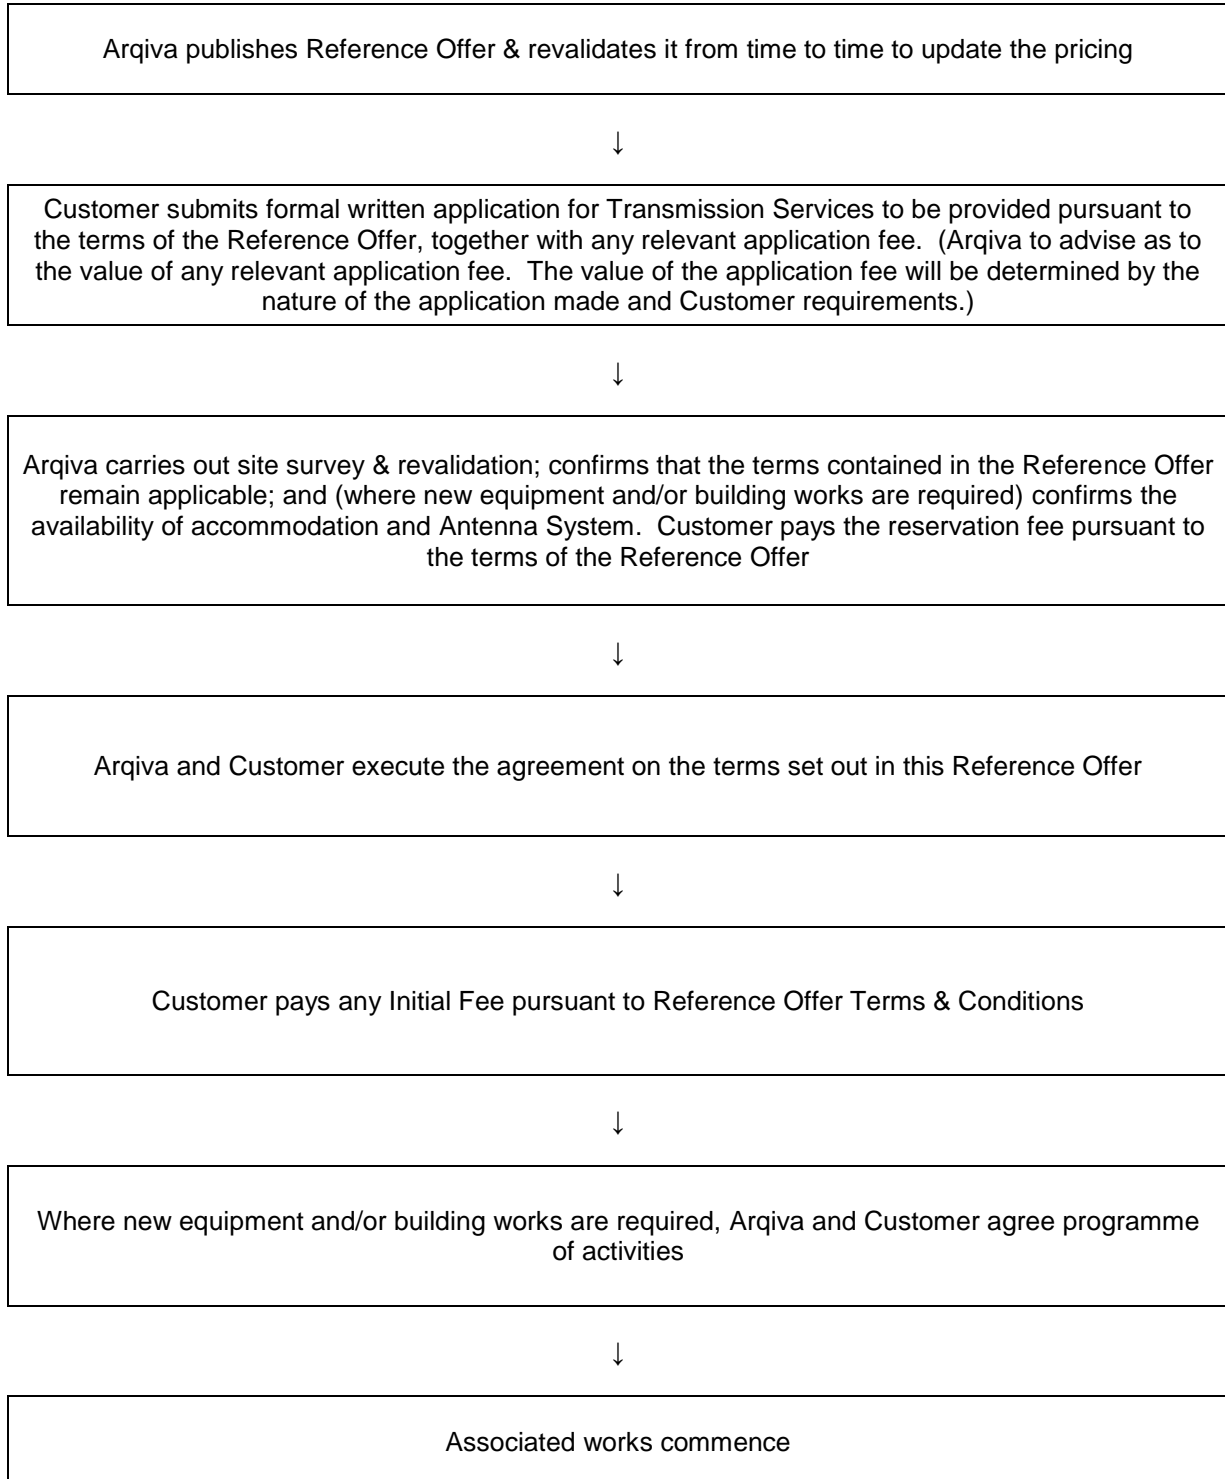 Arqiva publishes Reference Offer & revalidates it from time to time to update the pricing
↓
Customer submits formal written application for Transmission Services to be provided pursuant to
the terms of the Reference Offer, together with any relevant application fee.  (Arqiva to advise as to
the value of any relevant application fee.  The value of the application fee will be determined by the
nature of the application made and Customer requirements.)
↓
Arqiva carries out site survey & revalidation; confirms that the terms contained in the Reference Offer
remain applicable; and (where new equipment and/or building works are required) confirms the
availability of accommodation and Antenna System.  Customer pays the reservation fee pursuant to
the terms of the Reference Offer
↓
Arqiva and Customer execute the agreement on the terms set out in this Reference Offer
↓
Customer pays any Initial Fee pursuant to Reference Offer Terms & Conditions
↓
Where new equipment and/or building works are required, Arqiva and Customer agree programme
of activities
↓
Associated works commence